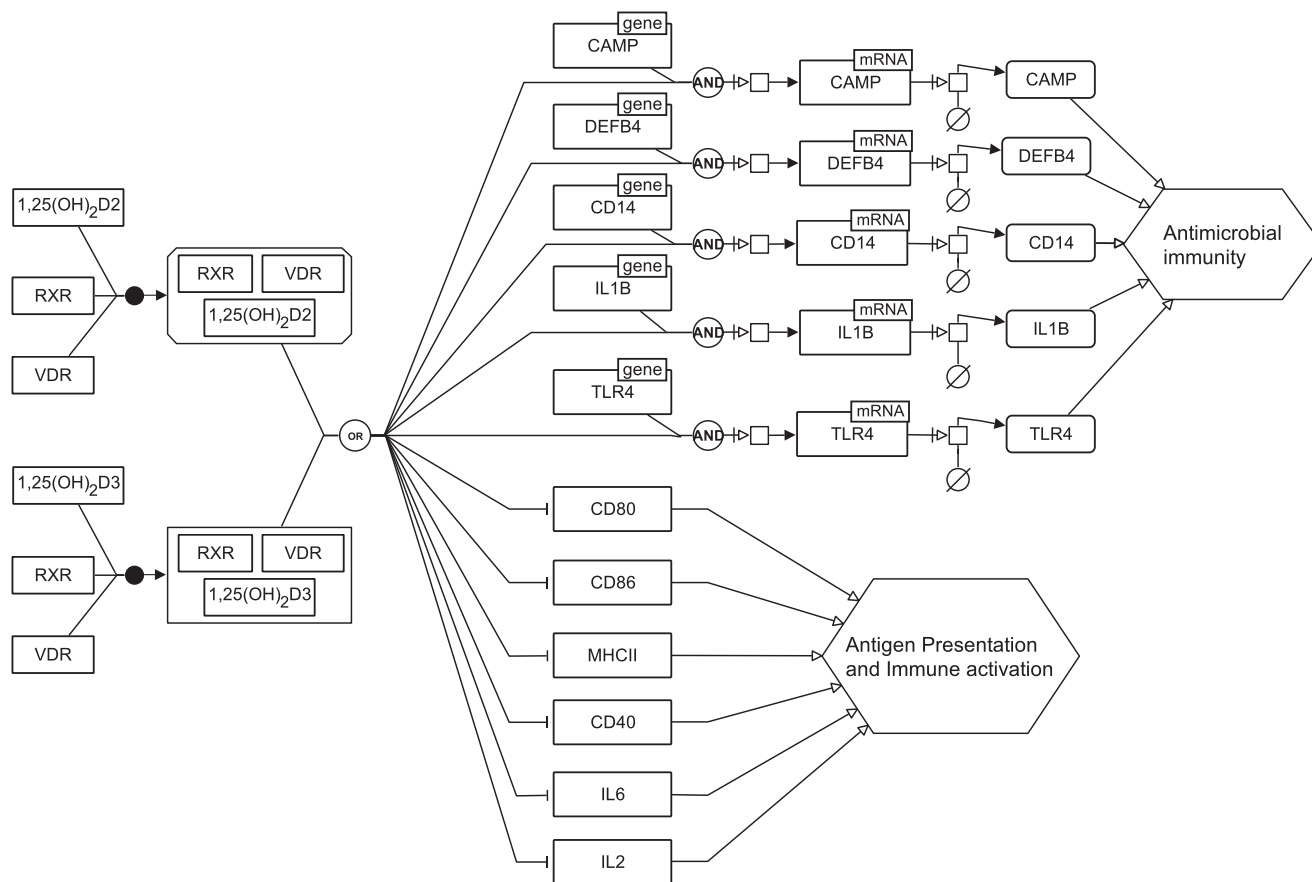 1,25(OH)2D2
RXR
VDR
RXR
VDR
1,25(OH)2D2
1,25(OH)2D3
RXR
VDR
RXR
VDR
1,25(OH)2D3
OR
gene
CAMP
AND
mRNA
CAMP
CAMP
gene
DEFB4
AND
mRNA
DEFB4
DEFB4
gene
CD14
AND
mRNA
CD14
CD14
gene
IL1B
AND
mRNA
IL1B
IL1B
gene
TLR4
AND
mRNA
TLR4
TLR4
Antimicrobial
immunity
CD80
CD86
MHCII
CD40
IL6
IL2
Antigen Presentation
and Immune activation